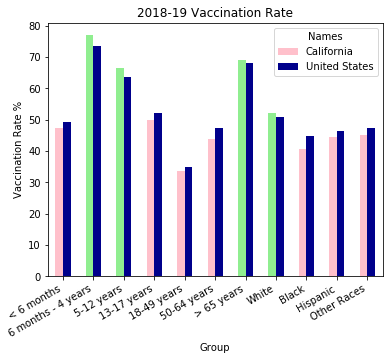 2018-19 Vaccination Rate
Names
California
United States
Vaccination Rate %
80
70
60
50
40
30
20
10
0
< 6 months
6 months - 4 years
5-12 years
13-17 years
18-49 years
50-64 years
> 65 years
White
Black
Hispanic
Other Races
Group